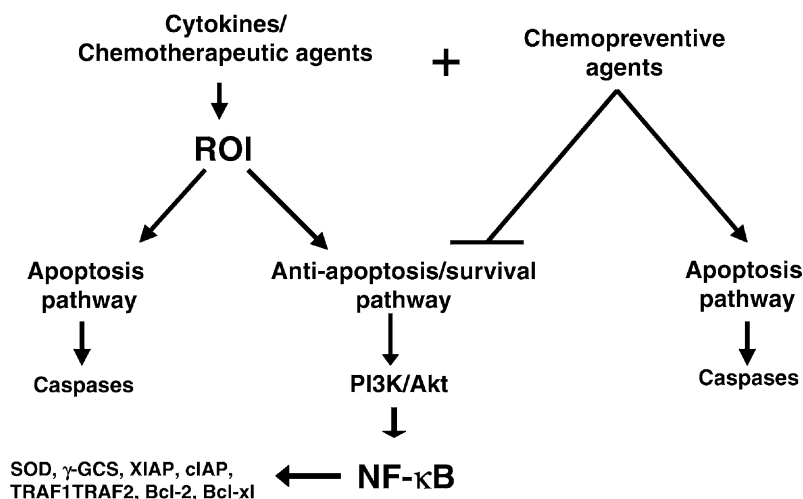 Cytokines/
Chemotherapeutic agents
+
Chemopreventive
agents
ROI
Apoptosis
pathway
Anti-apoptosis/survival
pathway
Apoptosis
pathway
Caspases
PI3K/Akt
Caspases
NF-κB
SOD, γ-GCS, XIAP, cIAP,
TRAF1TRAF2, Bcl-2, Bcl-xl